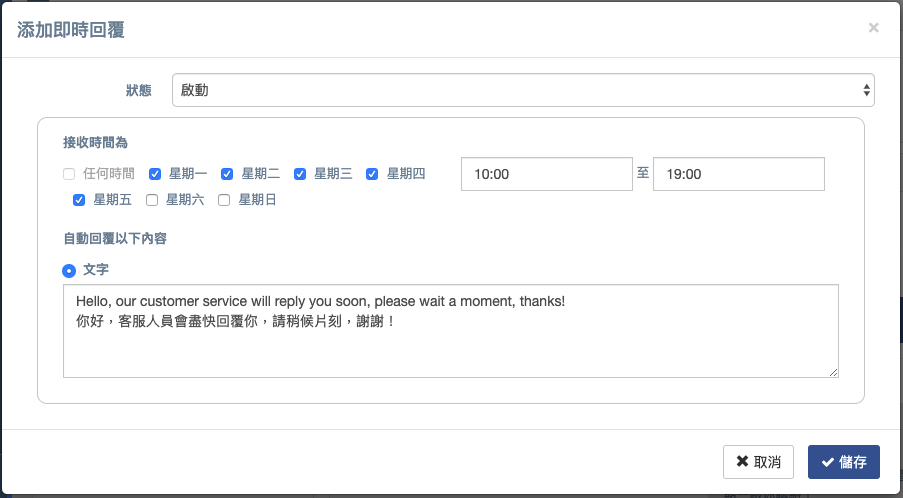 添加即時回覆
×
狀態
啟動
接收時間為
任何時間 星期一 星期二 星期三 星期四 10:00 至 19:00
星期五 星期六 星期日
自動回覆以下內容
文字
Hello, our customer service will reply you soon, please wait a moment, thanks!
你好，客服人員會盡快回覆你，請稍候片刻，謝謝！
取消 儲存